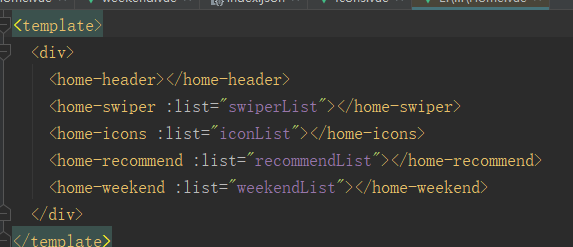 <template>
<div>
<home-header></home-header>
<home-swiper :list="swiperList"></home-swiper>
<home-icons :list="iconList"></home-icons>
<home-recommend :list="recommendList"></home-recommend>
<home-weekend :list="weekendList"></home-weekend>
</div>
</template>